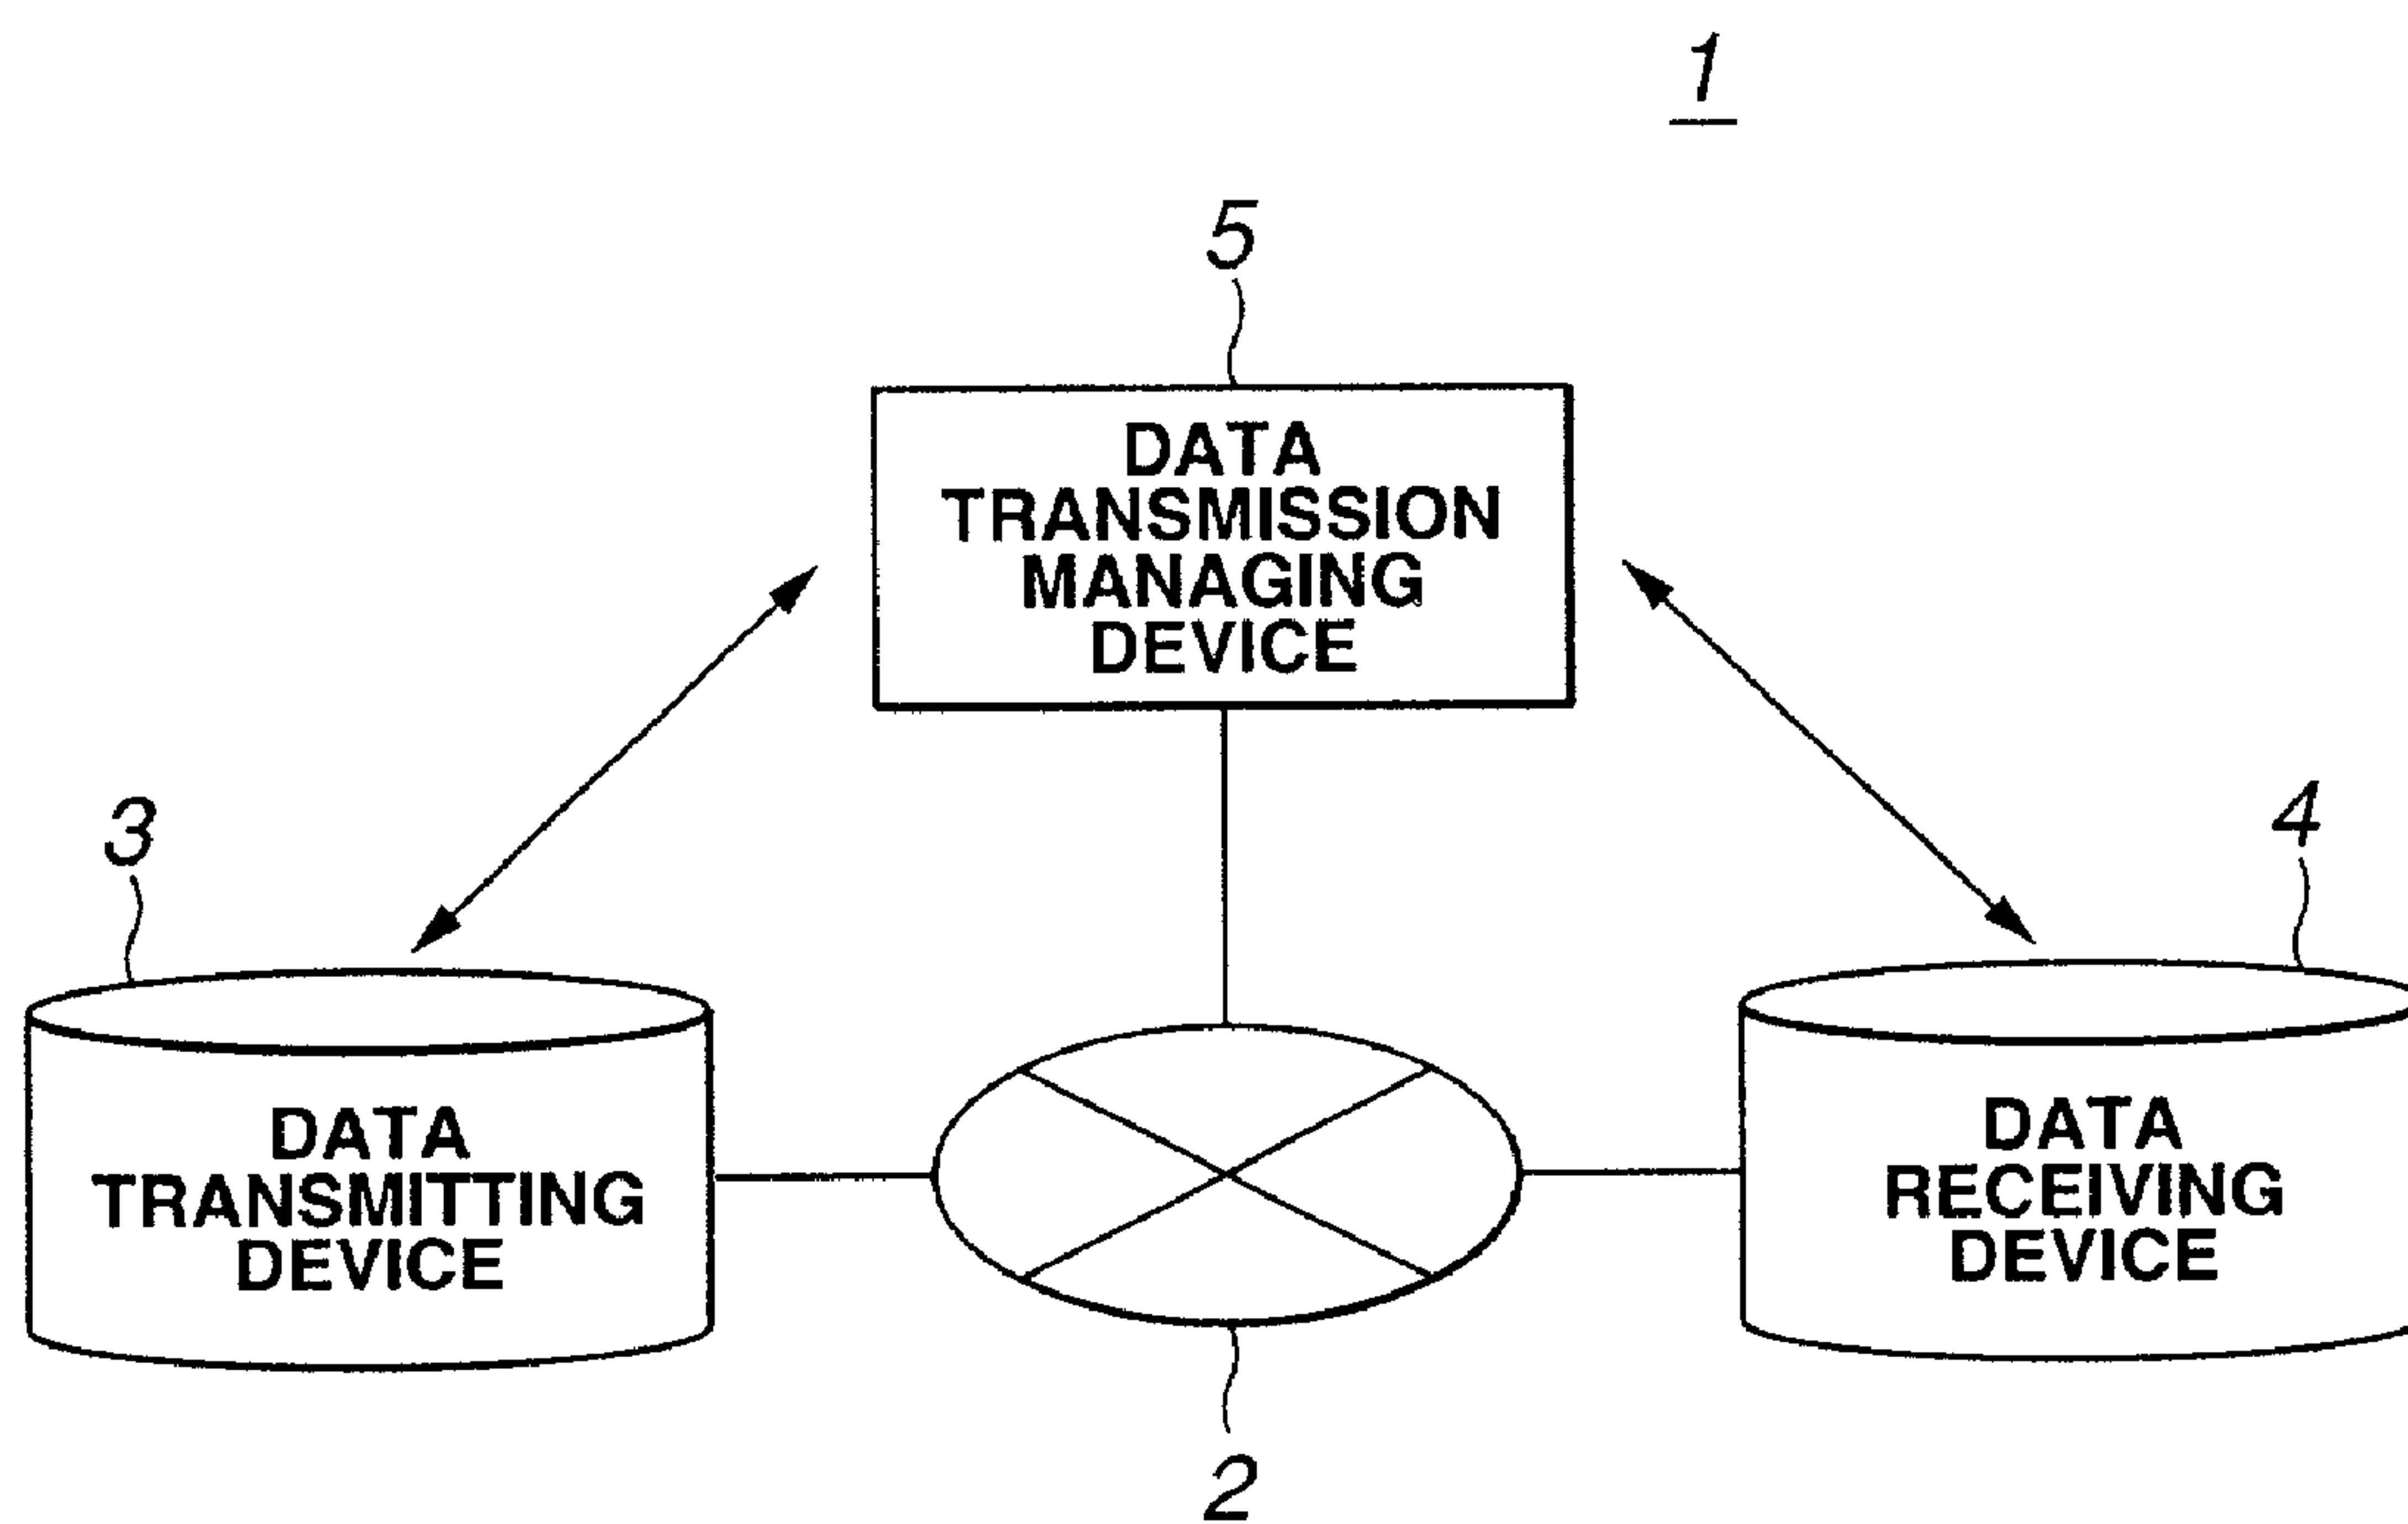 1
5
DATA
TRANSMISSION
MANAGING
DEVICE
3
4
DATA
TRANSMITTING
DEVICE
DATA
RECEIVING
DEVICE
2